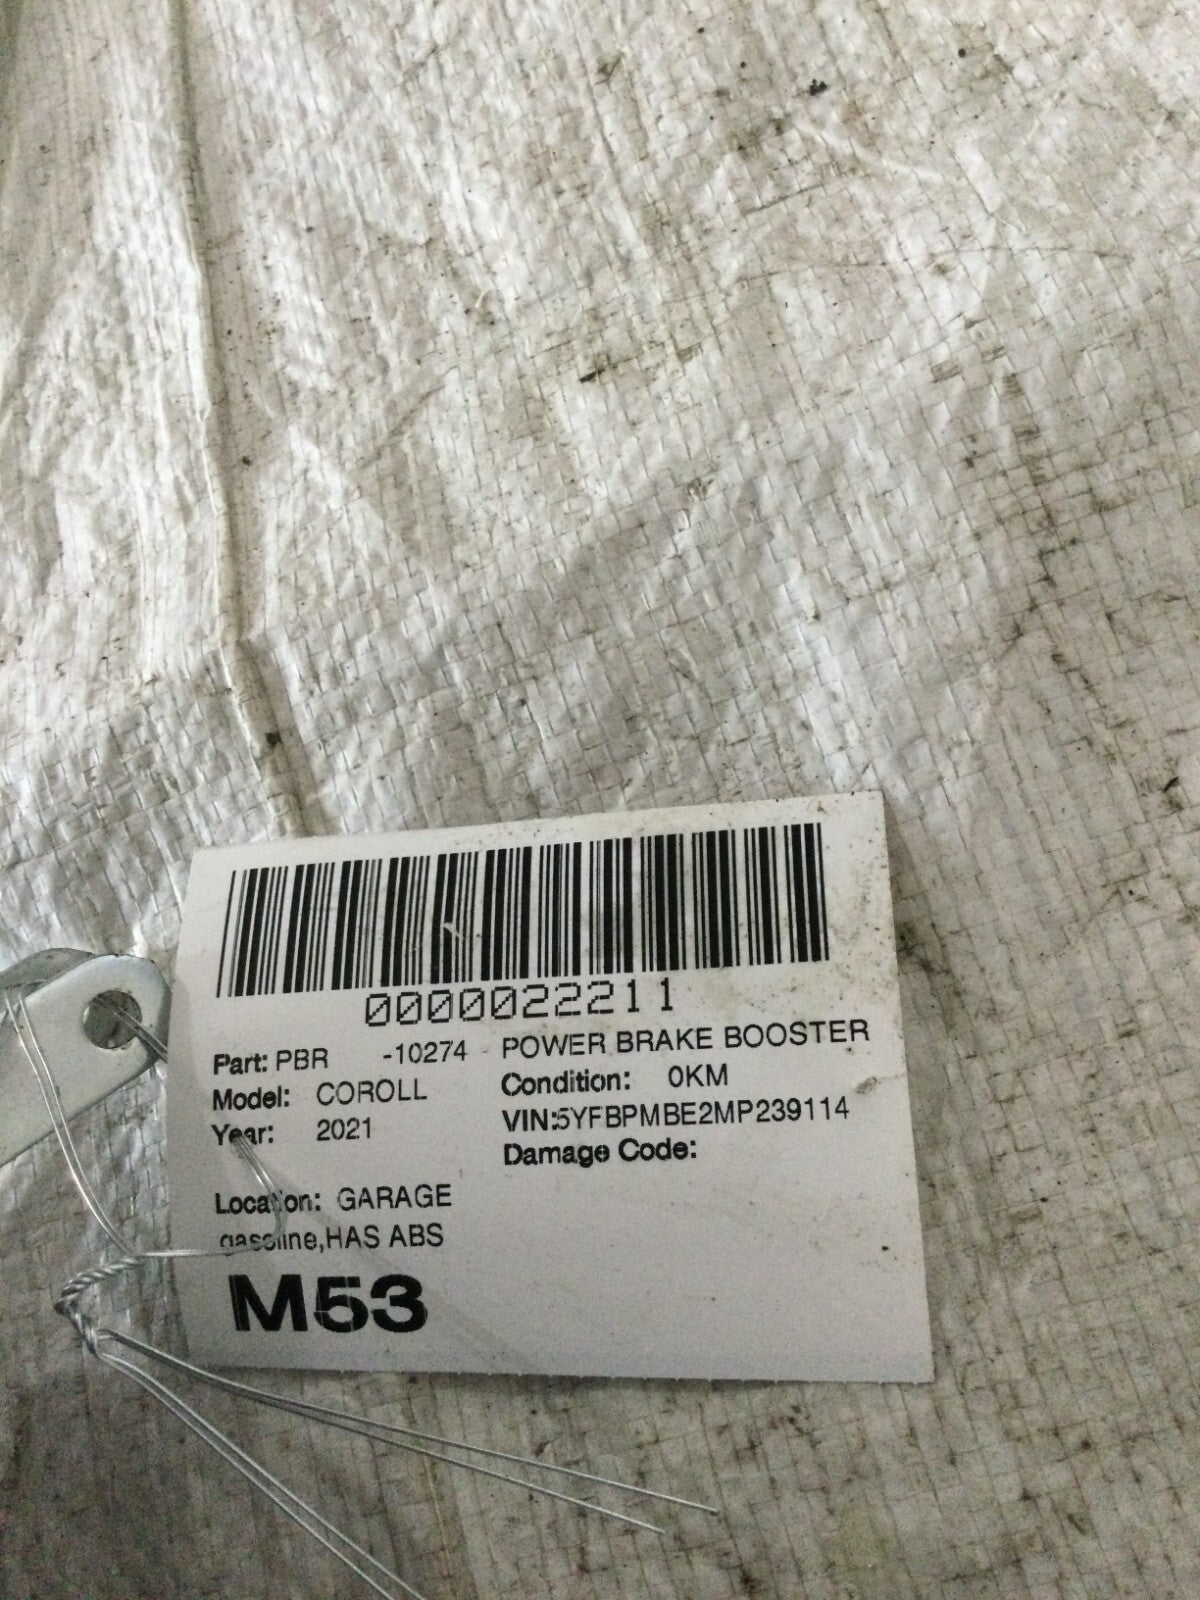 0000022211
Part: PBR -10274 POWER BRAKE BOOSTER
Model: COROLL Condition: 0KM
Year: 2021 VIN:5YFBPMBE2MP239114
Damage Code:
Location: GARAGE
gasoline,HAS ABS
M53